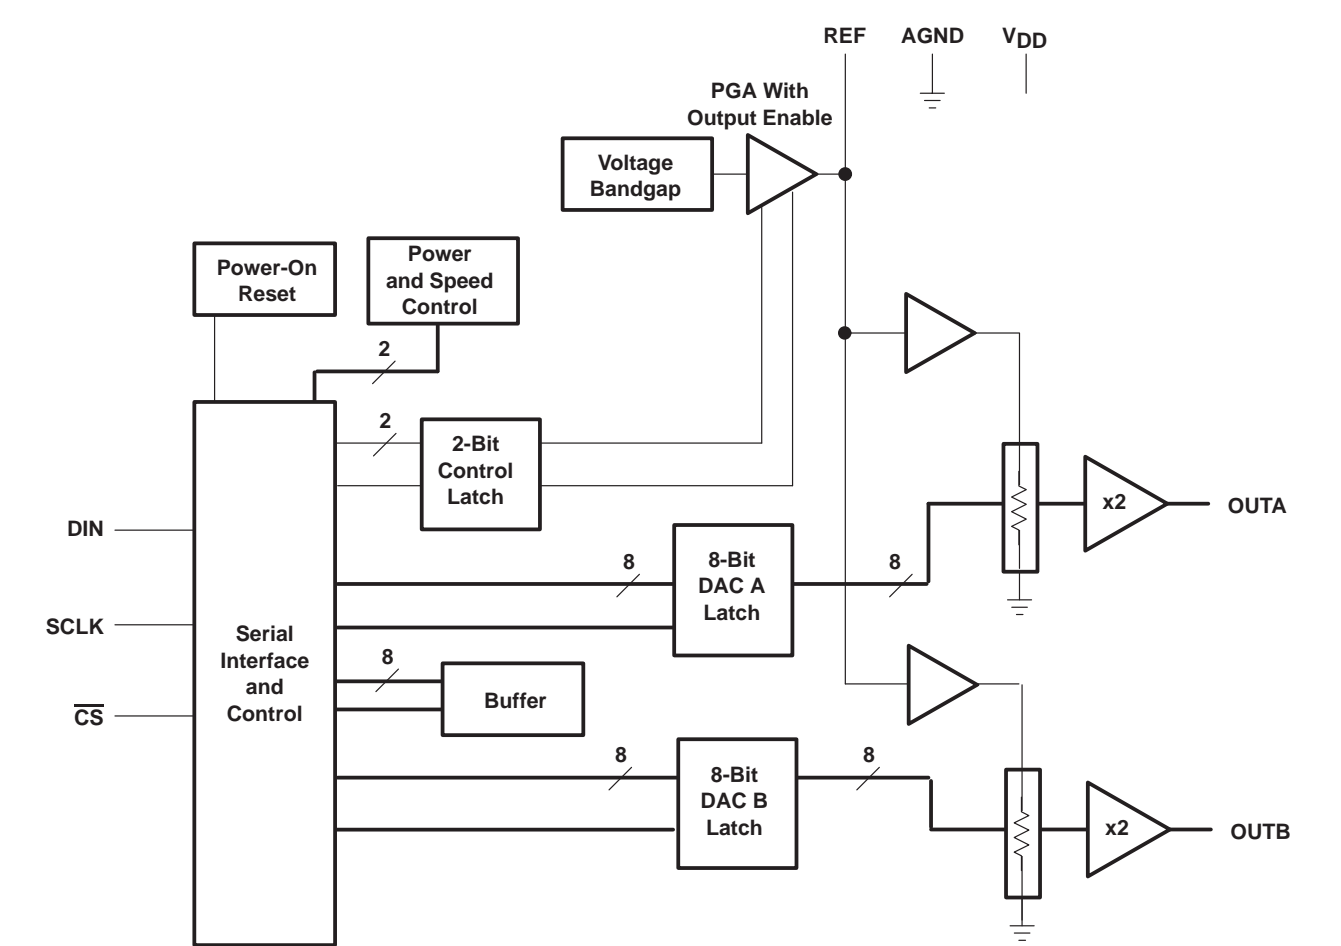 REF
AGND
VDD
PGA With
Output Enable
Voltage
Bandgap
Power-On
Reset
Power
and Speed
Control
2
2
2-Bit
Control
Latch
DIN
SCLK
CS
Serial
Interface
and
Control
8
8-Bit
DAC A
Latch
8
x2
OUTA
8
Buffer
8
8-Bit
DAC B
Latch
8
x2
OUTB